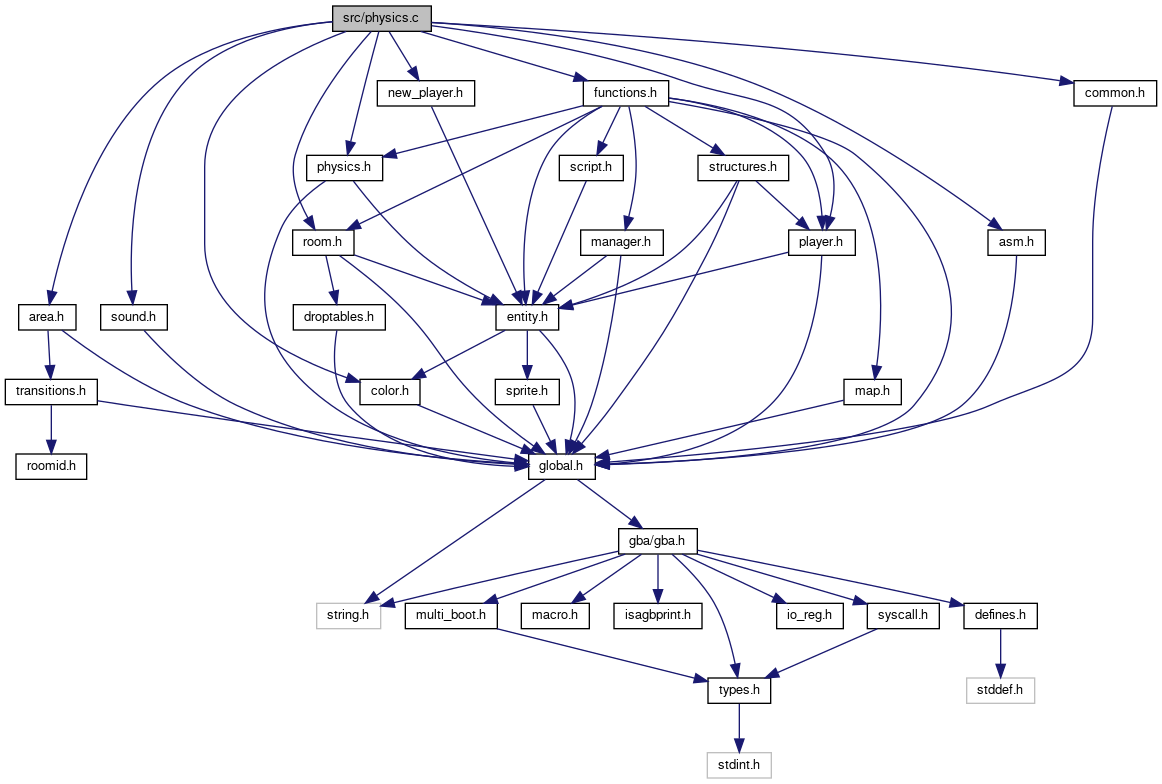 src/physics.c
new_player.h
functions.h
common.h
physics.h
script.h
structures.h
room.h
manager.h
player.h
asm.h
area.h
sound.h
droptables.h
entity.h
transitions.h
color.h
sprite.h
map.h
roomid.h
global.h
gba/gba.h
string.h
multi_boot.h
macro.h
isagbprint.h
io_reg.h
syscall.h
defines.h
types.h
stddef.h
stdint.h